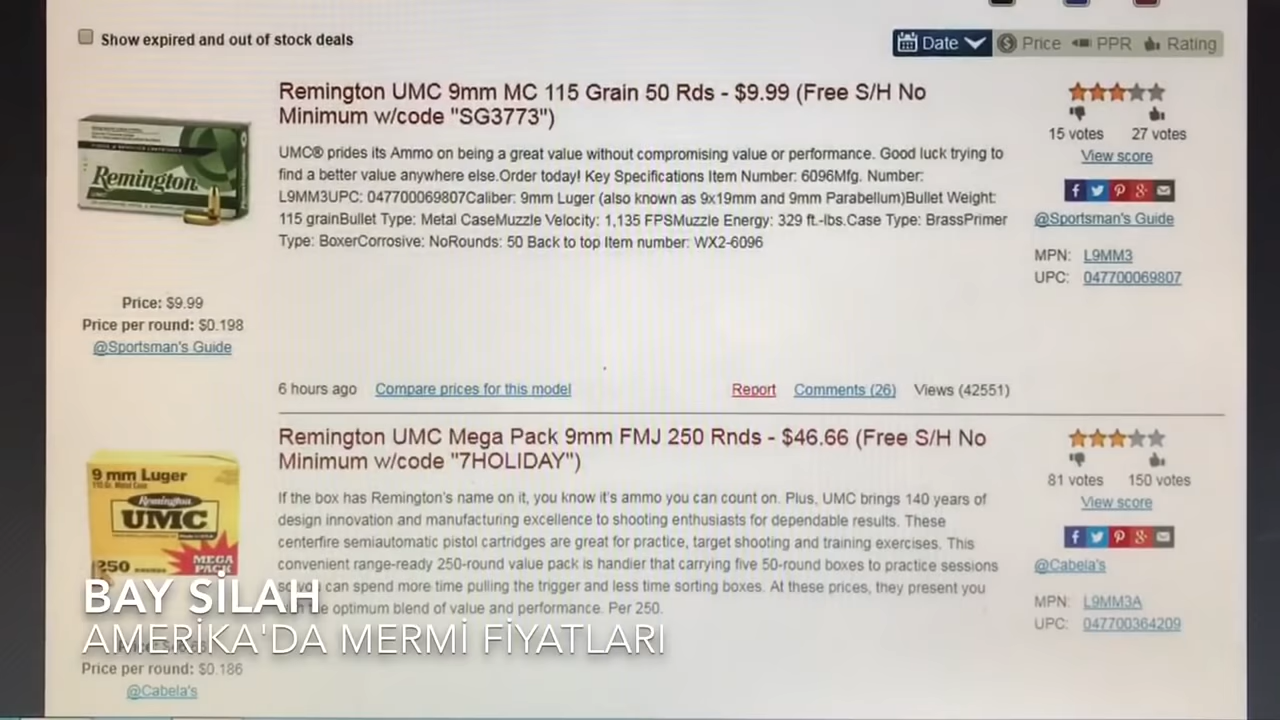 Show expired and out of stock deals
Date Price PPR Rating
Remington UMC 9mm MC 115 Grain 50 Rds - $9.99 (Free S/H No
Minimum w/code "SG3773")
UMC® prides its Ammo on being a great value without compromising value or performance. Good luck trying to
find a better value anywhere else.Order today! Key Specifications Item Number: 6096Mfg. Number:
L9MM3UPC: 047700069807Caliber: 9mm Luger (also known as 9x19mm and 9mm Parabellum)Bullet Weight:
115 grainBullet Type: Metal CaseMuzzle Velocity: 1,135 FPSMuzzle Energy: 329 ft.-lbs.Case Type: BrassPrimer
Type: BoxerCorrosive: NoRounds: 50 Back to top Item number: WX2-6096
Remington
Price: $9.99
Price per round: $0.198
@Sportsman's Guide
15 votes 27 votes
View score
@Sportsman's Guide
MPN: L9MM3
UPC: 047700069807
6 hours ago Compare prices for this model Report Comments (26) Views (42551)
Remington UMC Mega Pack 9mm FMJ 250 Rnds - $46.66 (Free S/H No
Minimum w/code "7HOLIDAY")
If the box has Remington's name on it, you know it's ammo you can count on. Plus, UMC brings 140 years of
design innovation and manufacturing excellence to shooting enthusiasts for dependable results. These
centerfire semiautomatic pistol cartridges are great for practice, target shooting and training exercises. This
convenient range-ready 250-round value pack is handier that carrying five 50-round boxes to practice sessions
can spend more time pulling the trigger and less time sorting boxes. At these prices, they present you
optimum blend of value and performance. Per 250.
9 mm Luger
Remington
UMC
250
MEGA
PACK
81 votes 150 votes
View score
@Cabela's
MPN: L9MM3A
UPC: 047700364209
BAY SİLAH
AMERİKA'DA MERMİ FİYATLARI
Price per round: $0.186
@Cabela's